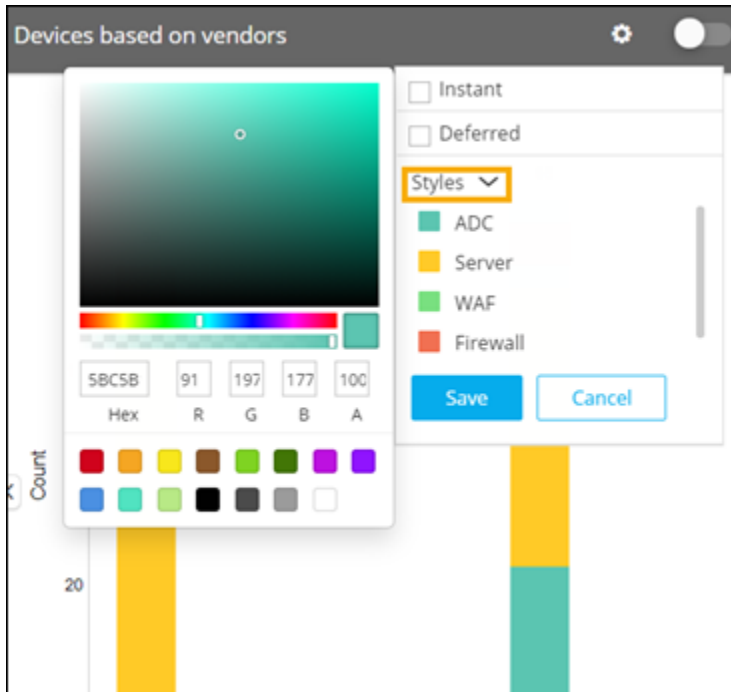 Devices based on vendors
Instant
Deferred
Styles
ADC
Server
WAF
Firewall
Save Cancel
5BC5B 91 197 177 100
Hex R G B A
Count
20